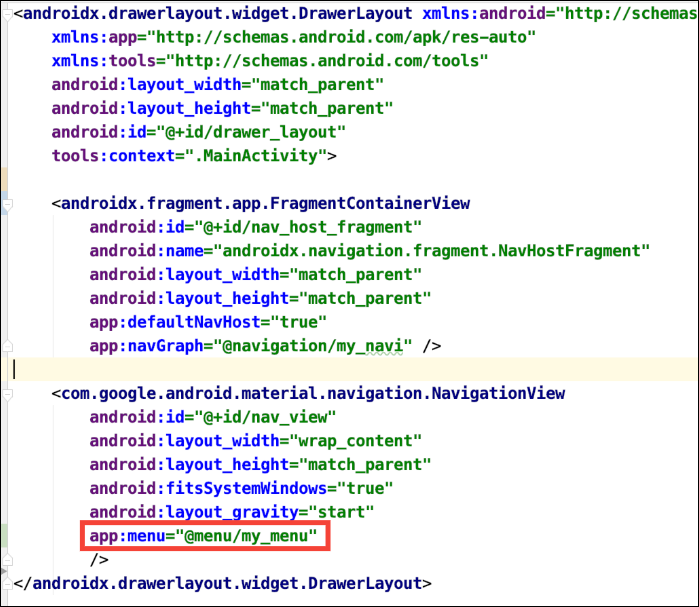 <androidx.drawerlayout.widget.DrawerLayout xmlns:android="http://schemas
xmlns:app="http://schemas.android.com/apk/res-auto"
xmlns:tools="http://schemas.android.com/tools"
android:layout_width="match_parent"
android:layout_height="match_parent"
android:id="@+id/drawer_layout"
tools:context=".MainActivity">
<androidx.fragment.app.FragmentContainerView
android:id="@+id/nav_host_fragment"
android:name="androidx.navigation.fragment.NavHostFragment"
android:layout_width="match_parent"
android:layout_height="match_parent"
app:defaultNavHost="true"
app:navGraph="@navigation/my_navi" />
<com.google.android.material.navigation.NavigationView
android:id="@+id/nav_view"
android:layout_width="wrap_content"
android:layout_height="match_parent"
android:fitsSystemWindows="true"
android:layout_gravity="start"
app:menu="@menu/my_menu"
/>
</androidx.drawerlayout.widget.DrawerLayout>